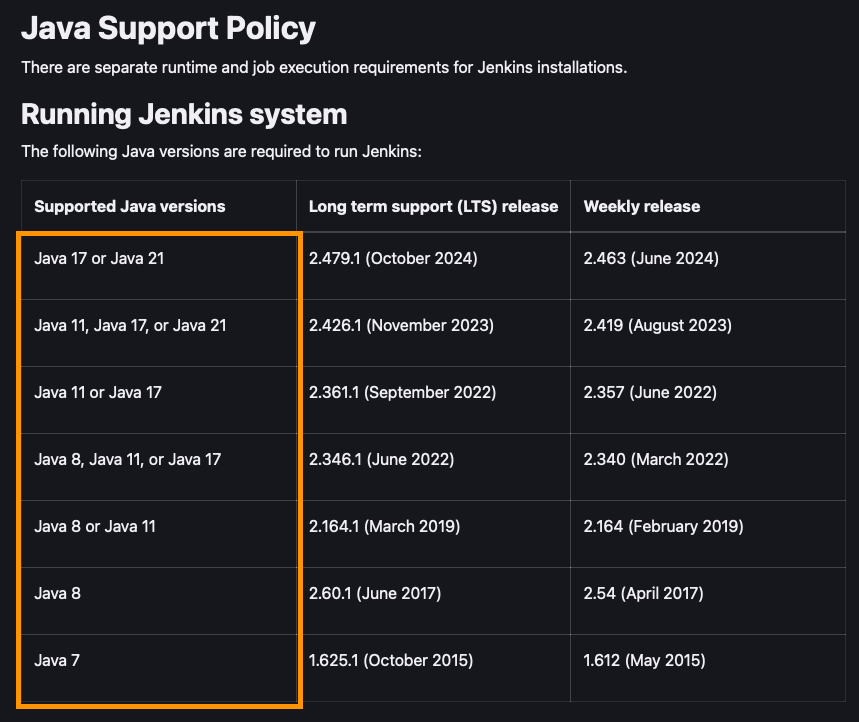 Java Support Policy
There are separate runtime and job execution requirements for Jenkins installations.
Running Jenkins system
The following Java versions are required to run Jenkins:
Supported Java versions Long term support (LTS) release Weekly release
Java 17 or Java 21 2.479.1 (October 2024) 2.463 (June 2024)
Java 11, Java 17, or Java 21 2.426.1 (November 2023) 2.419 (August 2023)
Java 11 or Java 17 2.361.1 (September 2022) 2.357 (June 2022)
Java 8, Java 11, or Java 17 2.346.1 (June 2022) 2.340 (March 2022)
Java 8 or Java 11 2.164.1 (March 2019) 2.164 (February 2019)
Java 8 2.60.1 (June 2017) 2.54 (April 2017)
Java 7 1.625.1 (October 2015) 1.612 (May 2015)